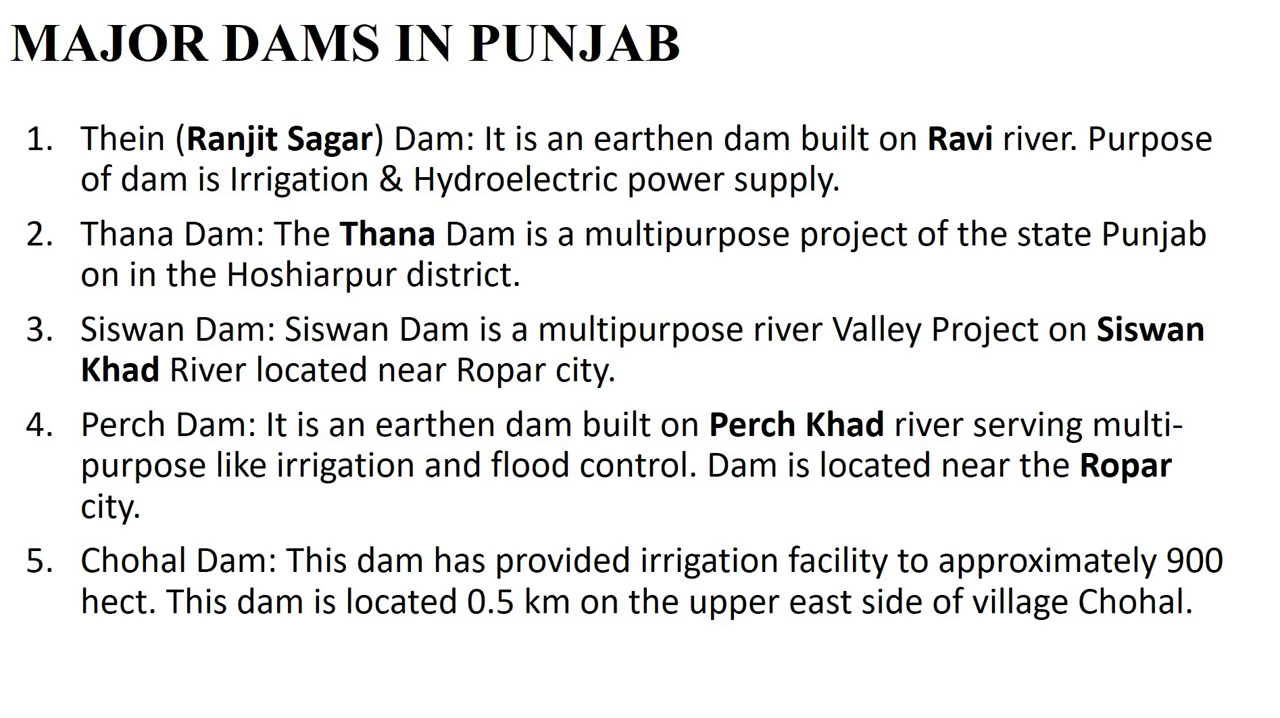 MAJOR DAMS IN PUNJAB
1. Thein (Ranjit Sagar) Dam: It is an earthen dam built on Ravi river. Purpose
of dam is Irrigation & Hydroelectric power supply.
2. Thana Dam: The Thana Dam is a multipurpose project of the state Punjab
on in the Hoshiarpur district.
3. Siswan Dam: Siswan Dam is a multipurpose river Valley Project on Siswan
Khad River located near Ropar city.
4. Perch Dam: It is an earthen dam built on Perch Khad river serving multi-
purpose like irrigation and flood control. Dam is located near the Ropar
city.
5. Chohal Dam: This dam has provided irrigation facility to approximately 900
hect. This dam is located 0.5 km on the upper east side of village Chohal.